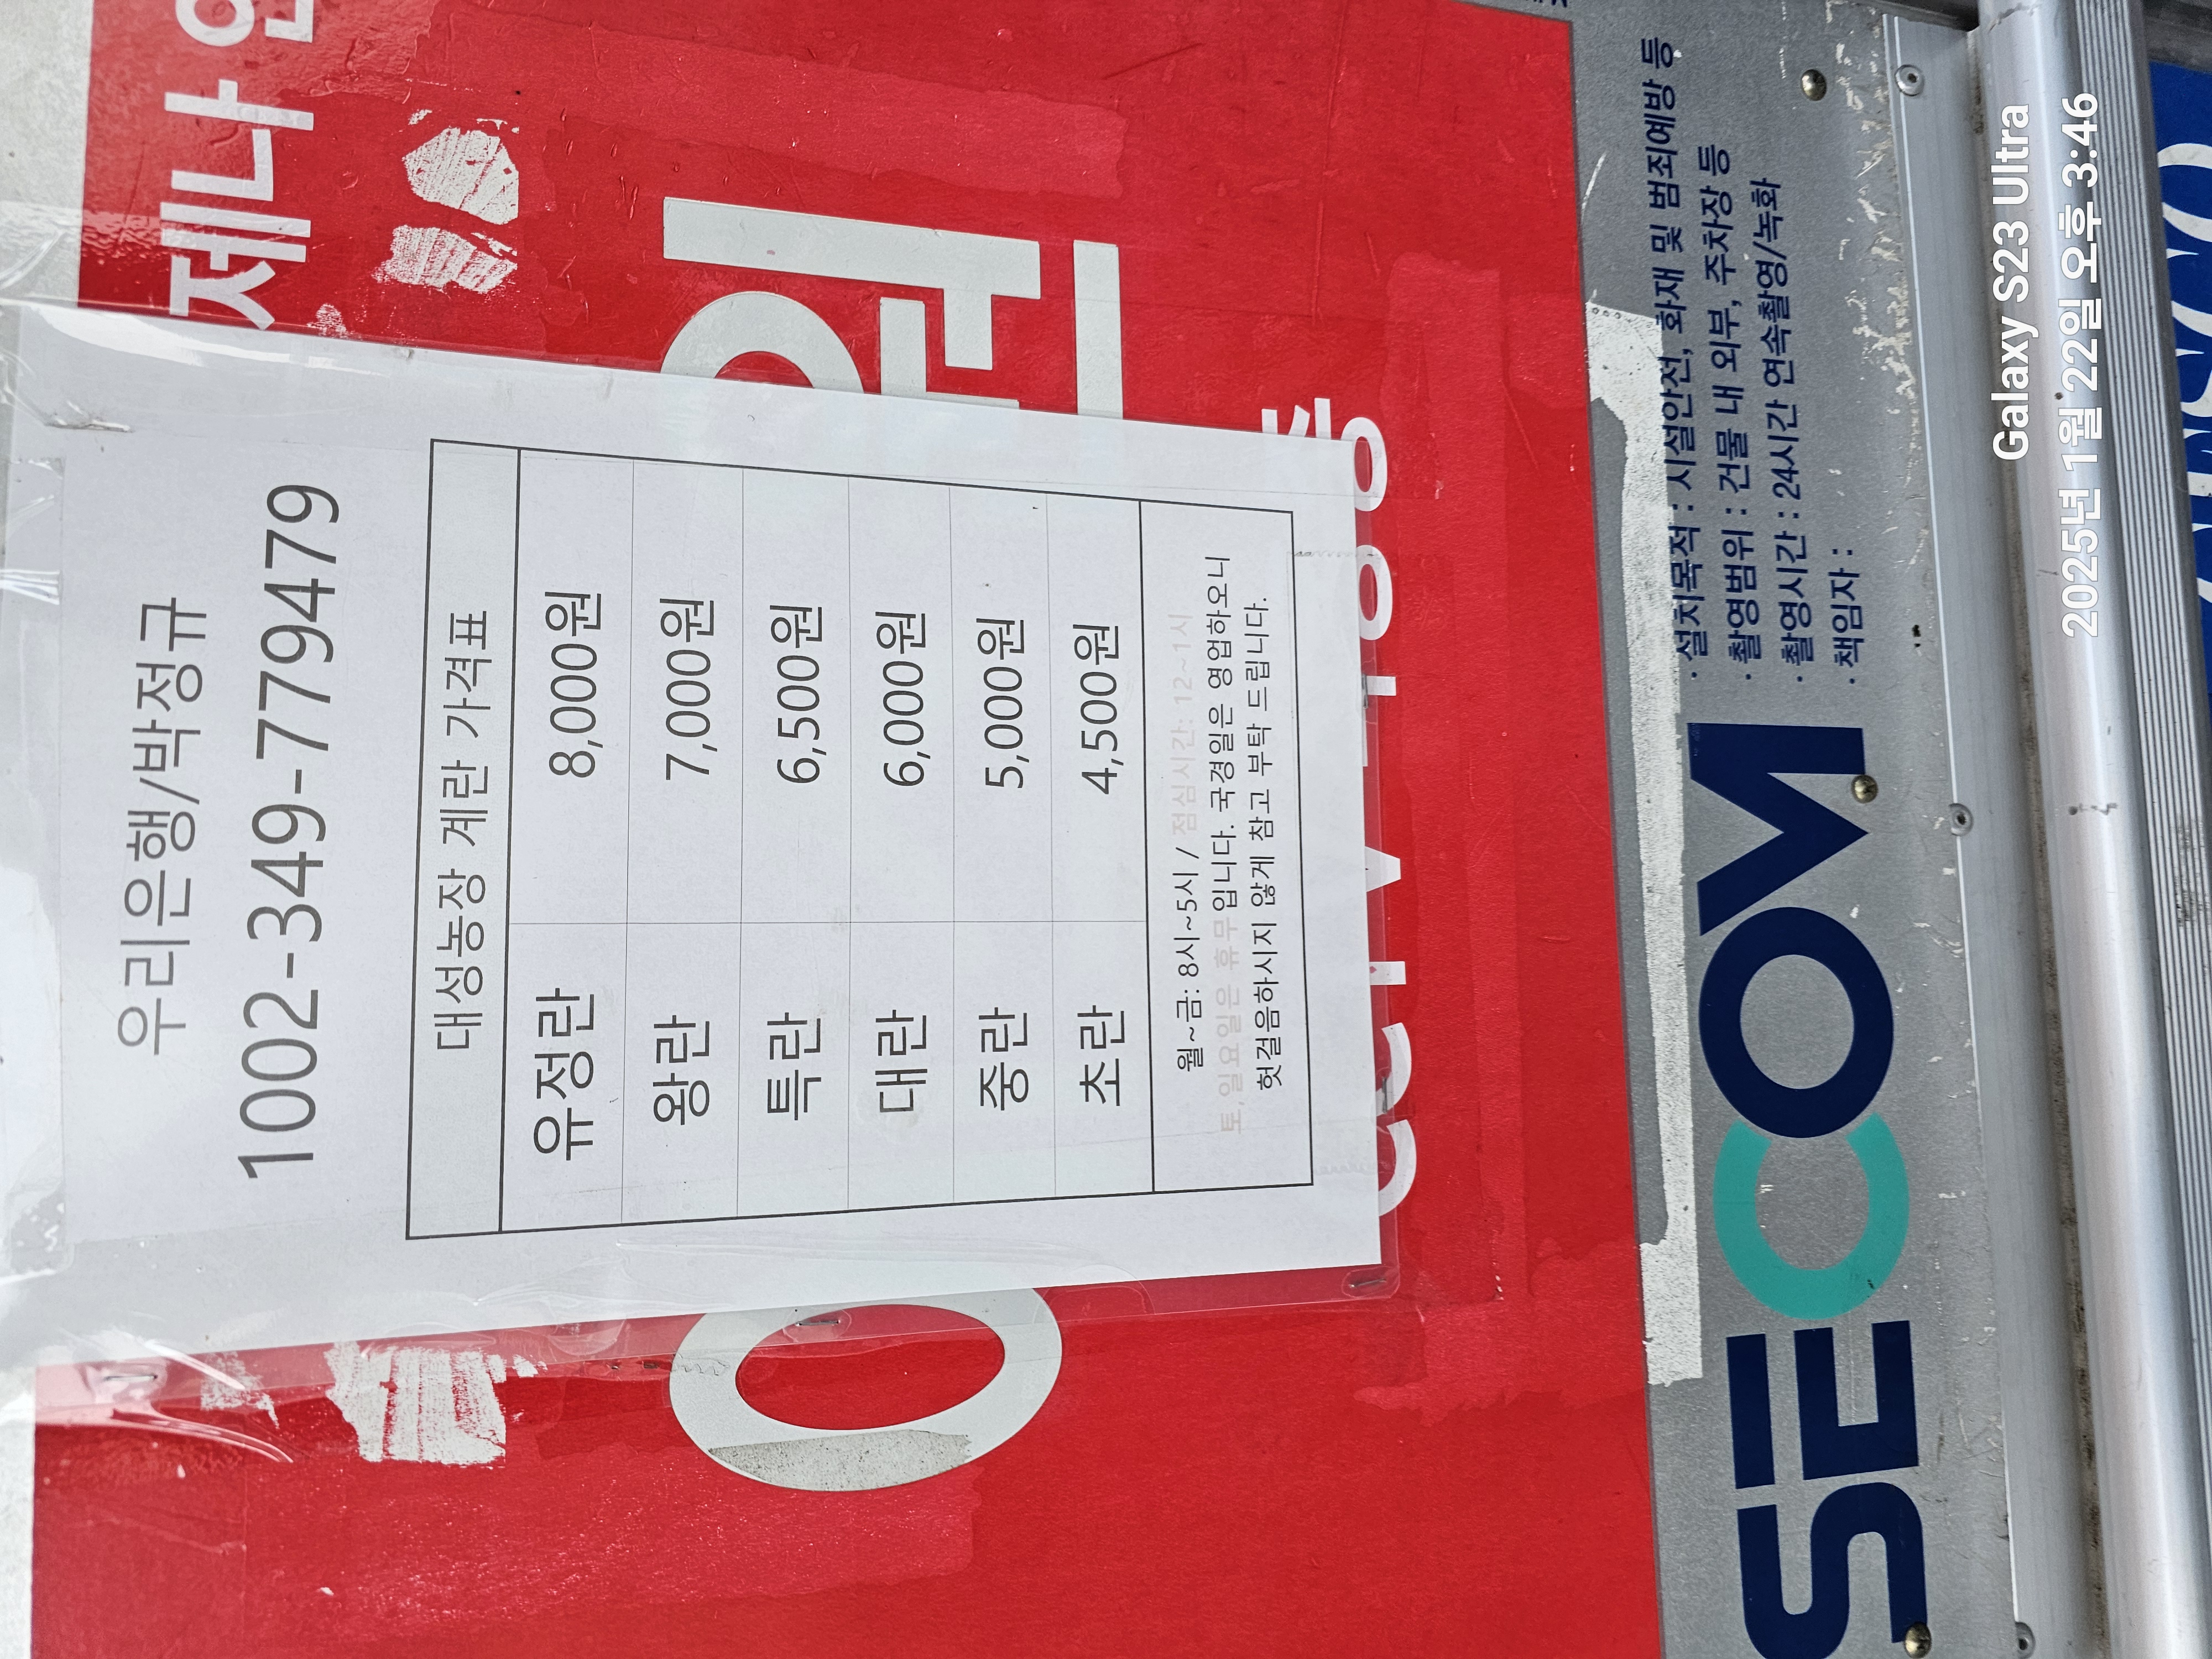 우리은행/박정규
1002-349-779479
대성농장 계란 가격표
유정란 8,000원
왕란 7,000원
특란 6,500원
대란 6,000원
중란 5,000원
초란 4,500원
월~금: 8시~5시 / 점심시간: 12~1시
토,일요일은 휴무입니다. 국경일은 영업하오니
헛걸음하시지 않게 참고 부탁 드립니다.
제나
SECOM
· 설치목적 : 시설안전, 화재 및 범죄예방 등
· 촬영범위 : 건물 내 외부, 주차장 등
· 촬영시간 : 24시간 연속촬영/녹화
· 책임자 :
Galaxy S23 Ultra
2025년 1월 22일 오후 3:46